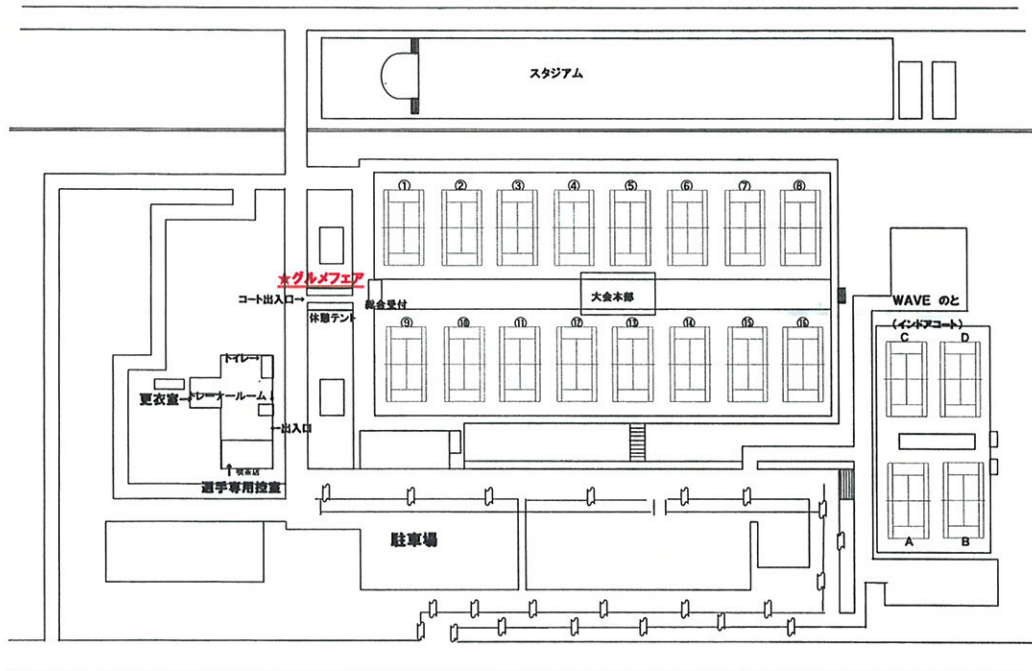 スタジアム
① ② ③ ④ ⑤ ⑥ ⑦ ⑧
★グルメフェア
コート出入口→
総合受付
大会本部
休憩テント
⑨ ⑩ ⑪ ⑫ ⑬ ⑭ ⑮ ⑯
WAVE のと
(インドアコート)
C D
トイレ→
更衣室→
トレーナールーム
←出入口
↑
喫茶店
選手専用控室
駐車場
A B